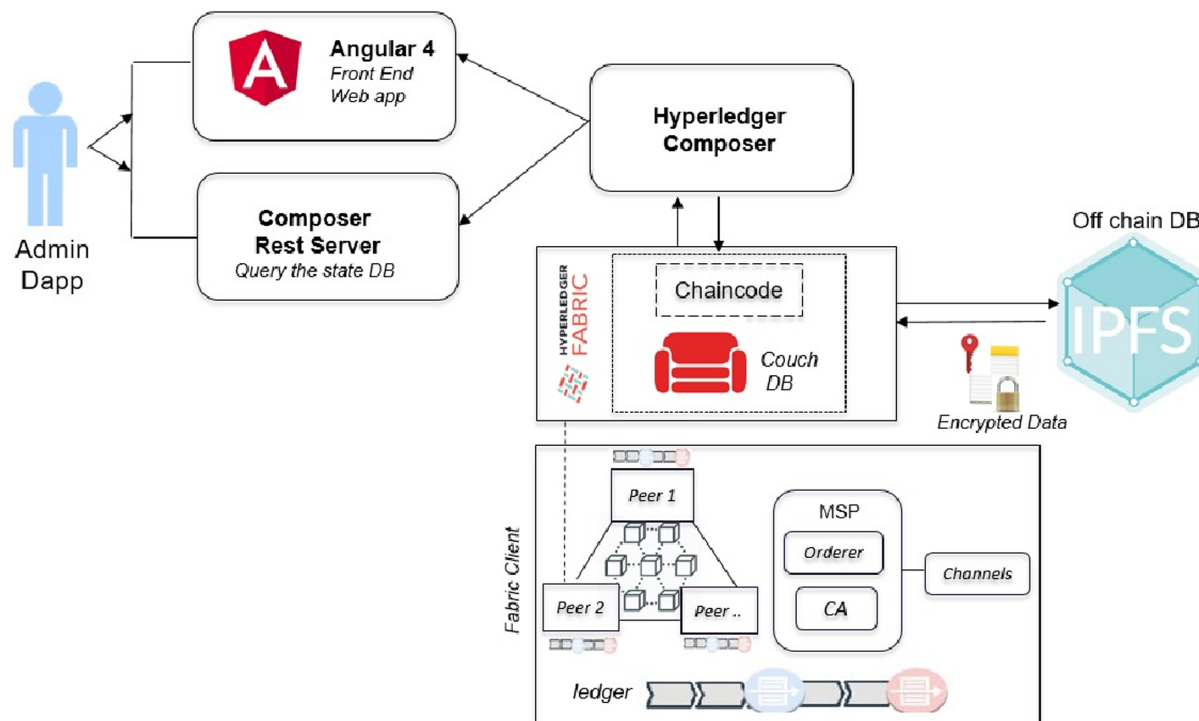 Angular 4
Front End
Web app
Composer
Rest Server
Query the state DB
Admin
Dapp
Hyperledger
Composer
HYPERLEDGER
FABRIC
Chaincode
Couch
DB
Off chain DB
IPFS
Encrypted Data
Fabric Client
Peer 1
Peer 2
Peer ..
MSP
Orderer
CA
Channels
ledger